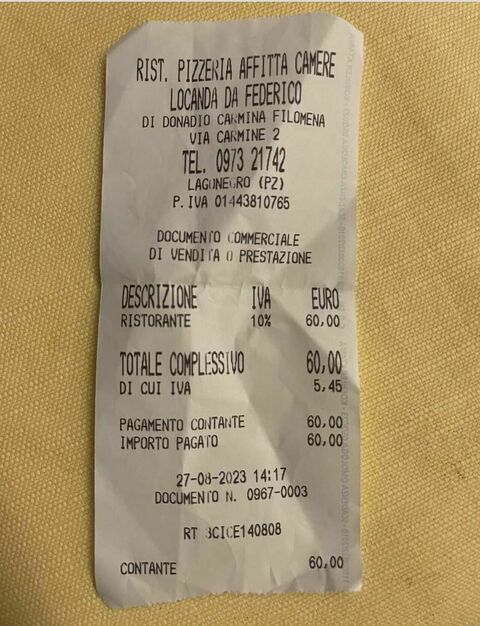 RIST. PIZZERIA AFFITTA CAMERE
LOCANDA DA FEDERICO
DI DONADIO CARMINA FILOMENA
VIA CARMINE 2
TEL. 0973 21742
LAGONEGRO (PZ)
P.IVA 01443810765
DOCUMENTO COMMERCIALE
DI VENDITA O PRESTAZIONE
DESCRIZIONE IVA EURO
RISTORANTE 10% 60,00
TOTALE COMPLESSIVO 60,00
DI CUI IVA 5,45
PAGAMENTO CONTANTE 60,00
IMPORTO PAGATO 60,00
27-08-2023 14:17
DOCUMENTO N. 0967-0003
RT 3CICE140808
CONTANTE 60,00